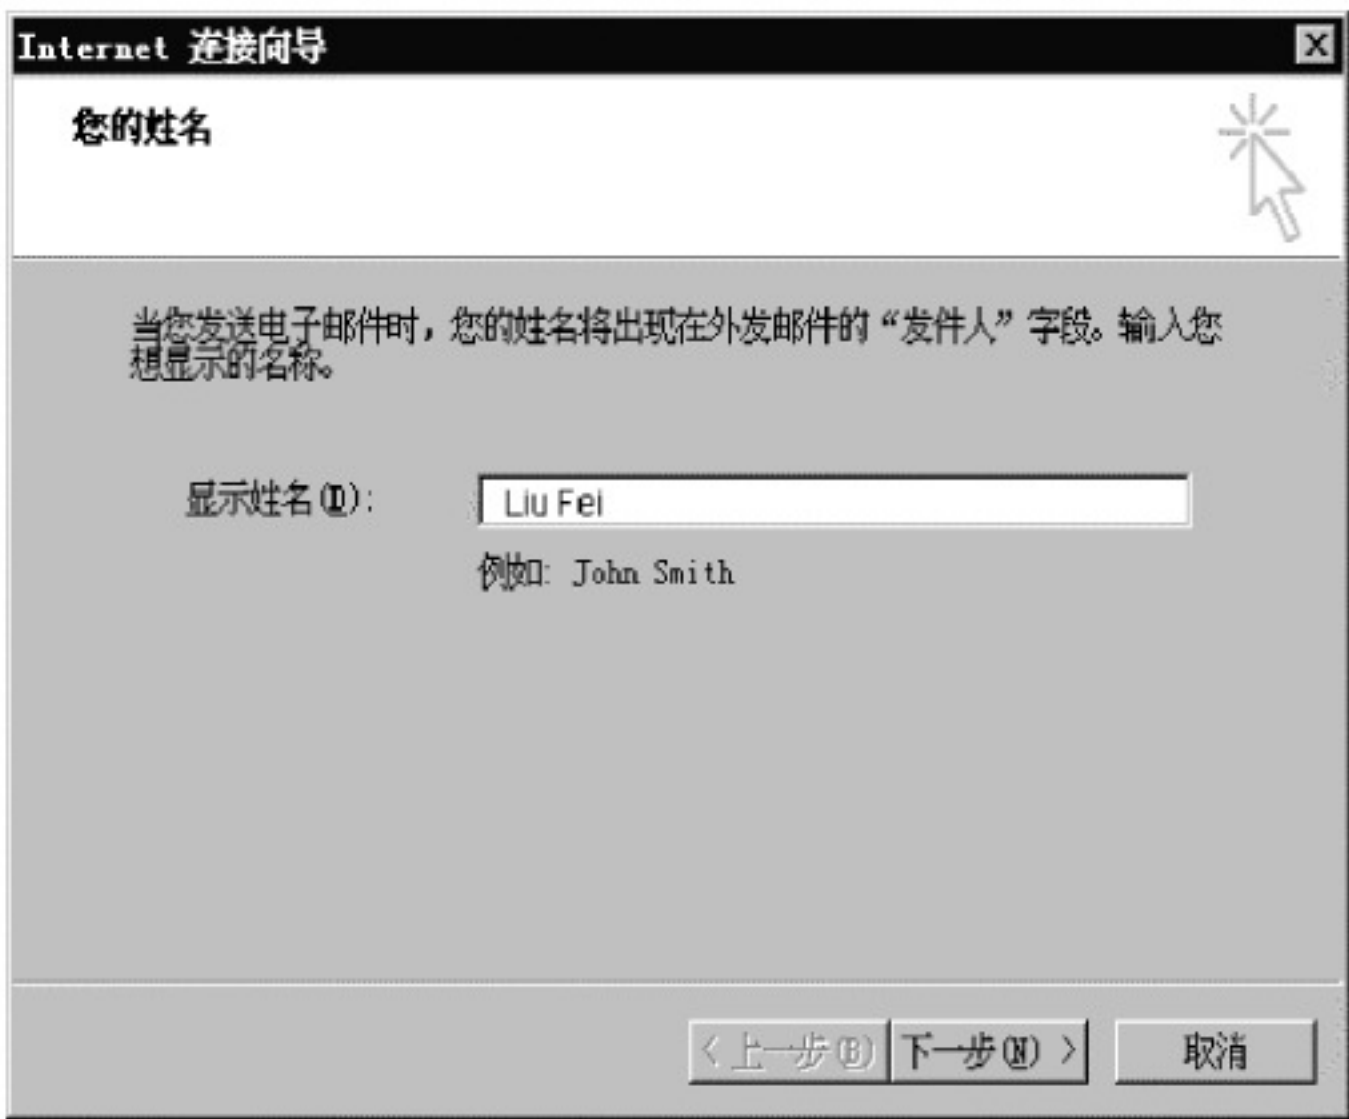 Internet 连接向导
您的姓名
当您发送电子邮件时，您的姓名将出现在外发邮件的“发件人”字段。输入您
想显示的名称。
显示姓名(D): Liu Fei
例如: John Smith
< 上一步(B) 下一步(N) > 取消